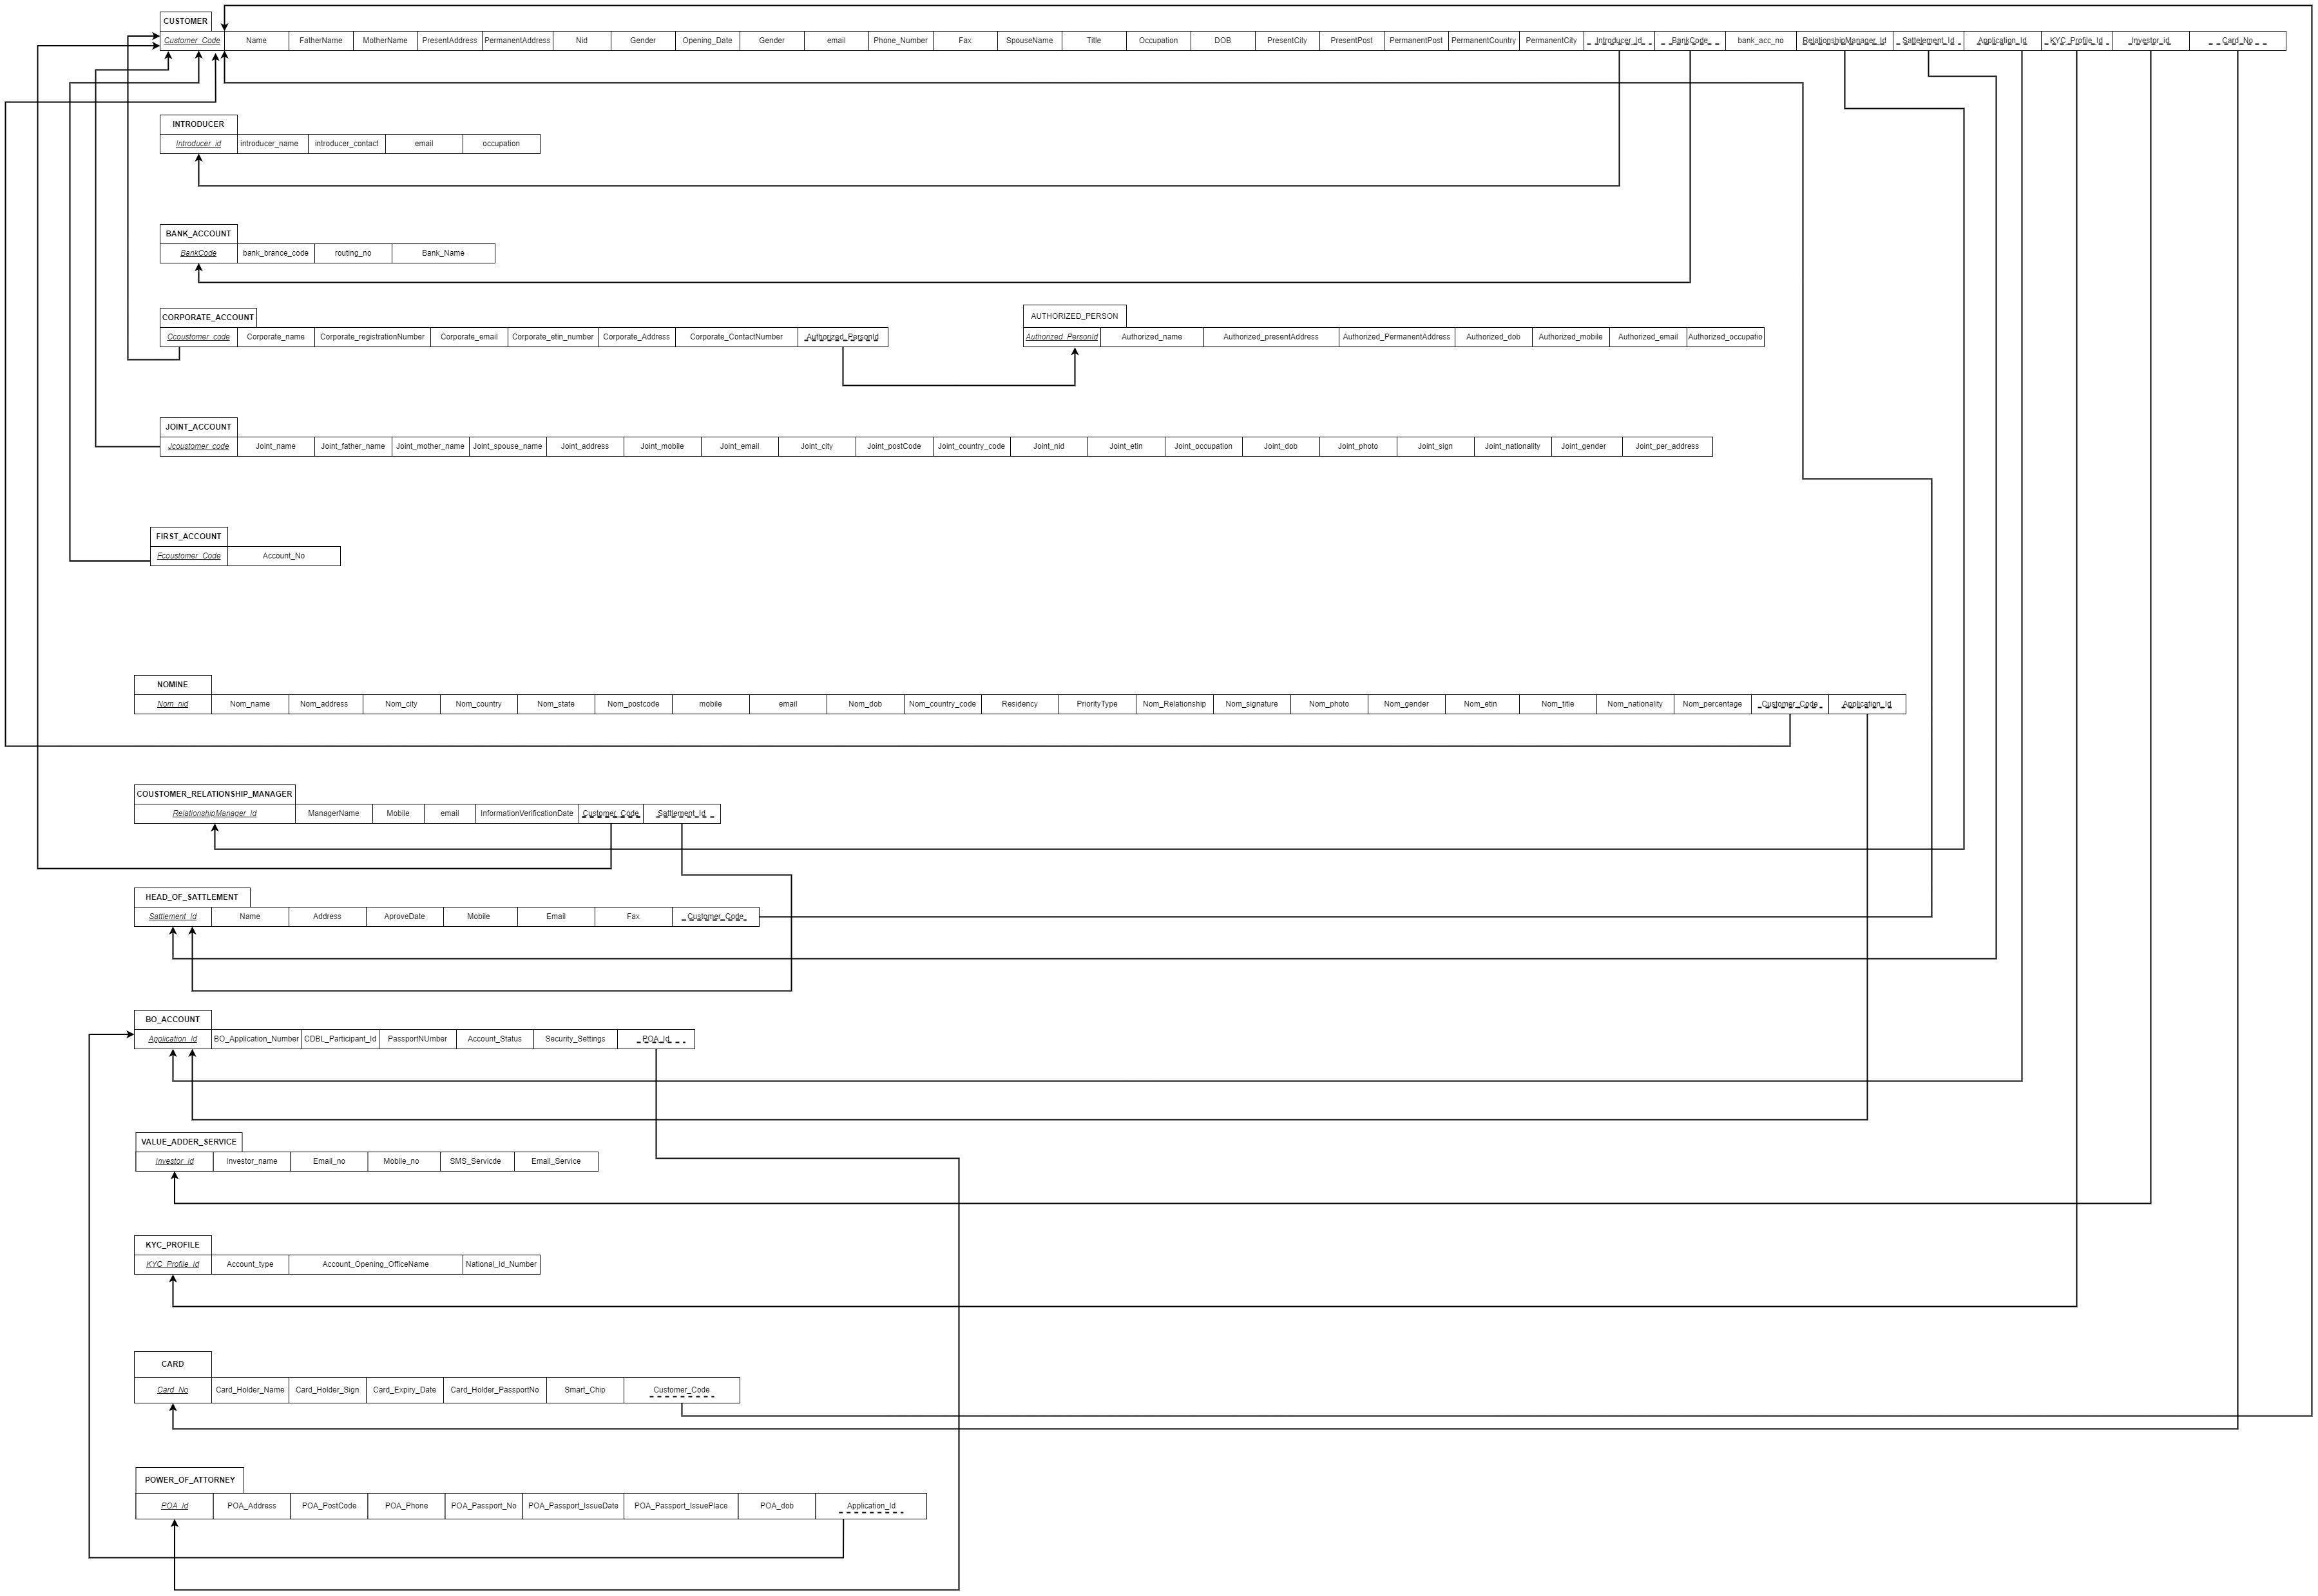 CUSTOMER
Customer_Code Name FatherName MotherName PresentAddress PermanentAddress Nid Gender Opening_Date Gender email Phone_Number Fax SpouseName Title Occupation DOB PresentCity PresentPost PermanentPost PermanentCountry PermanentCity Introducer_Id BankCode bank_acc_no RelationshipManager_Id Sattelement_Id Application_Id KYC_Profile_Id Investor_id Card_No
INTRODUCER
Introducer_id introducer_name introducer_contact email occupation
BANK_ACCOUNT
BankCode bank_brance_code routing_no Bank_Name
CORPORATE_ACCOUNT AUTHORIZED_PERSON
Ccoustomer_code Corporate_name Corporate_registrationNumber Corporate_email Corporate_etin_number Corporate_Address Corporate_ContactNumber Authorized_PersonId Authorized_PersonId Authorized_name Authorized_presentAddress Authorized_PermanentAddress Authorized_dob Authorized_mobile Authorized_email Authorized_occupatio
JOINT_ACCOUNT
Jcoustomer_code Joint_name Joint_father_name Joint_mother_name Joint_spouse_name Joint_address Joint_mobile Joint_email Joint_city Joint_postCode Joint_country_code Joint_nid Joint_etin Joint_occupation Joint_dob Joint_photo Joint_sign Joint_nationality Joint_gender Joint_per_address
FIRST_ACCOUNT
Fcoustomer_Code Account_No
NOMINE
Nom_nid Nom_name Nom_address Nom_city Nom_country Nom_state Nom_postcode mobile email Nom_dob Nom_country_code Residency PriorityType Nom_Relationship Nom_signature Nom_photo Nom_gender Nom_etin Nom_title Nom_nationality Nom_percentage Customer_Code Application_Id
COUSTOMER_RELATIONSHIP_MANAGER
RelationshipManager_Id ManagerName Mobile email InformationVerificationDate Customer_Code Sattlement_Id
HEAD_OF_SATTLEMENT
Sattlement_Id Name Address AproveDate Mobile Email Fax Customer_Code
BO_ACCOUNT
Application_Id BO_Application_Number CDBL_Participant_Id PassportNUmber Account_Status Security_Settings POA_Id
VALUE_ADDER_SERVICE
Investor_Id Investor_name Email_no Mobile_no SMS_Servicde Email_Service
KYC_PROFILE
KYC_Profile_Id Account_type Account_Opening_OfficeName National_Id_Number
CARD
Card_No Card_Holder_Name Card_Holder_Sign Card_Expiry_Date Card_Holder_PassportNo Smart_Chip Customer_Code
POWER_OF_ATTORNEY
POA_Id POA_Address POA_PostCode POA_Phone POA_Passport_No POA_Passport_IssueDate POA_Passport_IssuePlace POA_dob Application_Id